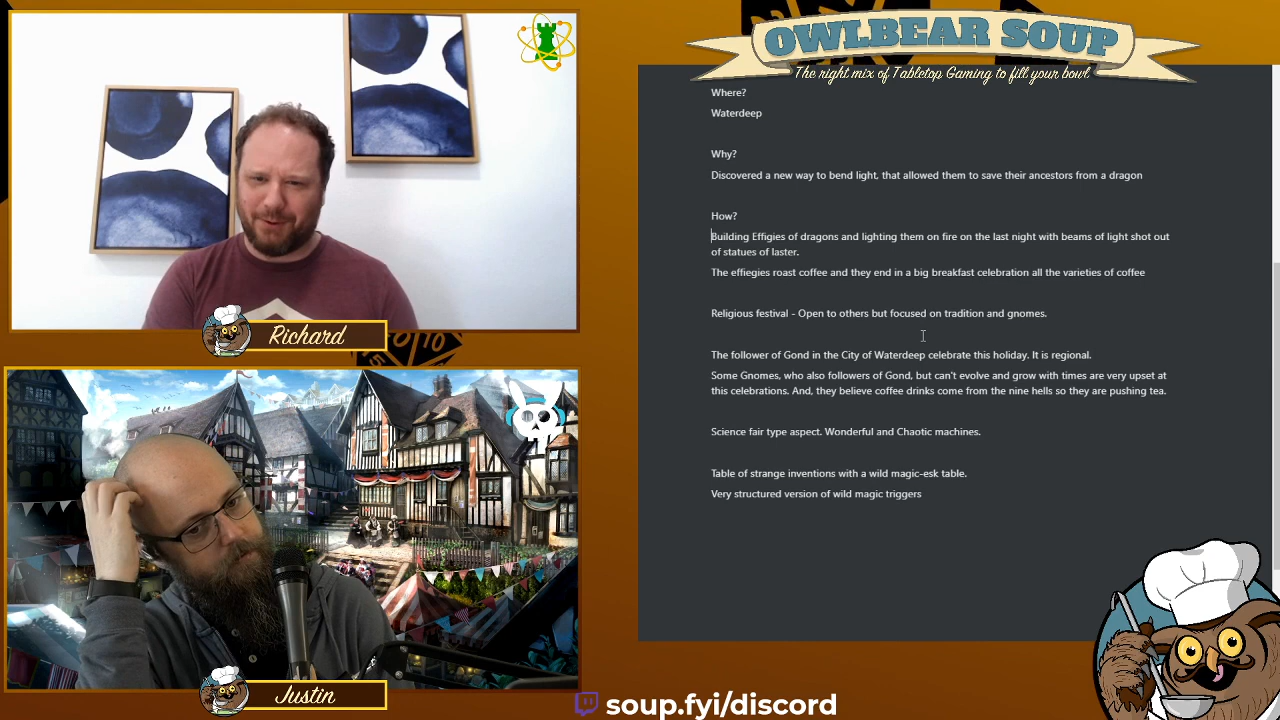 OWLBEAR SOUP
The right mix of Tabletop Gaming to fill your bowl
Richard
Justin
Where?
Waterdeep
Why?
Discovered a new way to bend light, that allowed them to save their ancestors from a dragon
How?
Building Effigies of dragons and lighting them on fire on the last night with beams of light shot out
of statues of laster.
The effiegies roast coffee and they end in a big breakfast celebration all the varieties of coffee
Religious festival - Open to others but focused on tradition and gnomes.
The follower of Gond in the City of Waterdeep celebrate this holiday. It is regional.
Some Gnomes, who also followers of Gond, but can't evolve and grow with times are very upset at
this celebrations. And, they believe coffee drinks come from the nine hells so they are pushing tea.
Science fair type aspect. Wonderful and Chaotic machines.
Table of strange inventions with a wild magic-esk table.
Very structured version of wild magic triggers
soup.fyi/discord